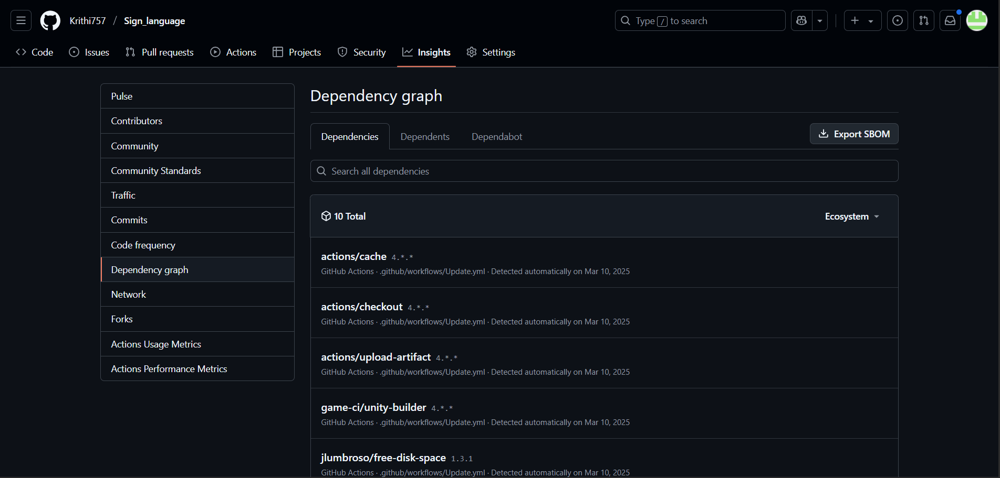 Krithi757 / Sign_language
Type / to search
Code
Issues
Pull requests
Actions
Projects
Security
Insights
Settings
Pulse
Contributors
Community
Community Standards
Traffic
Commits
Code frequency
Dependency graph
Network
Forks
Actions Usage Metrics
Actions Performance Metrics
Dependency graph
Dependencies
Dependents
Dependabot
Export SBOM
Search all dependencies
10 Total
Ecosystem
actions/cache 4.*.*
GitHub Actions · .github/workflows/Update.yml · Detected automatically on Mar 10, 2025
actions/checkout 4.*.*
GitHub Actions · .github/workflows/Update.yml · Detected automatically on Mar 10, 2025
actions/upload-artifact 4.*.*
GitHub Actions · .github/workflows/Update.yml · Detected automatically on Mar 10, 2025
game-ci/unity-builder 4.*.*
GitHub Actions · .github/workflows/Update.yml · Detected automatically on Mar 10, 2025
jlumbroso/free-disk-space 1.3.1
GitHub Actions · .github/workflows/Update.yml · Detected automatically on Mar 10, 2025